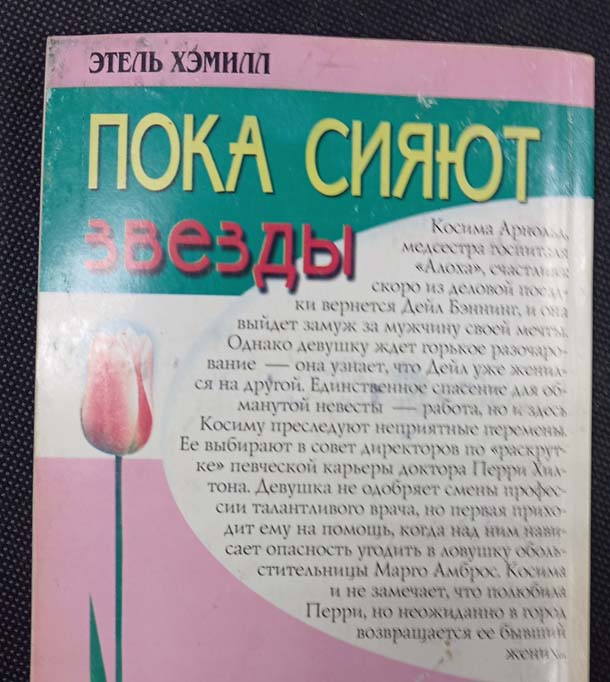 ЭТЕЛЬ ХЭМИЛЛ
ПОКА СИЯЮТ
ЗВЕЗДЫ
Косима Арнольд,
медсестра госпиталя
«Алоха», счастлива:
скоро из деловой поезд-
ки вернется Дейл Бэннинг, и она
выйдет замуж за мужчину своей мечты.
Однако девушку ждет горькое разочаро-
вание — она узнает, что Дейл уже женил-
ся на другой. Единственное спасение для об-
манутой невесты — работа, но и здесь
Косиму преследуют неприятные перемены.
Ее выбирают в совет директоров по «раскрут-
ке» певческой карьеры доктора Перри Хил-
тона. Девушка не одобряет смены профес-
сии талантливого врача, но первая прихо-
дит ему на помощь, когда над ним нави-
сает опасность угодить в ловушку оболь-
стительницы Марго Амброс. Косима
и не замечает, что полюбила
Перри, но неожиданно в город
возвращается ее бывший
жених...